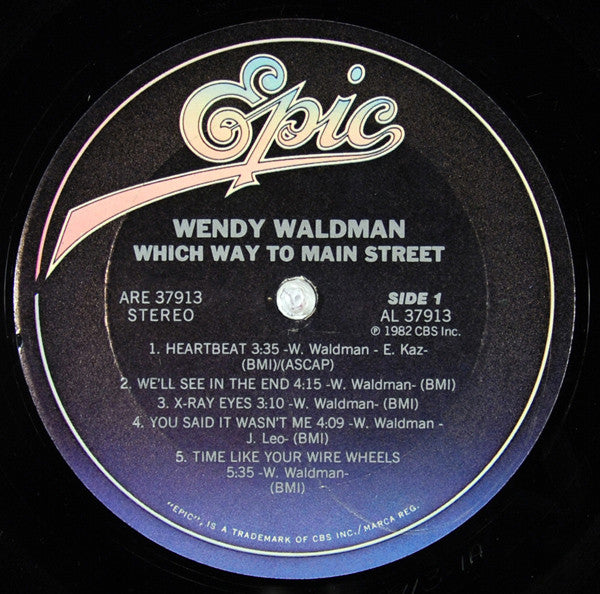 Epic
WENDY WALDMAN
WHICH WAY TO MAIN STREET
ARE 37913
STEREO
SIDE 1
AL 37913
℗ 1982 CBS Inc.
1. HEARTBEAT 3:35 -W. Waldman - E. Kaz-
(BMI)/(ASCAP)
2. WE'LL SEE IN THE END 4:15 -W. Waldman- (BMI)
3. X-RAY EYES 3:10 -W. Waldman- (BMI)
4. YOU SAID IT WASN'T ME 4:09 -W. Waldman -
J. Leo- (BMI)
5. TIME LIKE YOUR WIRE WHEELS
5:35 -W. Waldman-
(BMI)
"EPIC", IS A TRADEMARK OF CBS INC./MARCA REG.